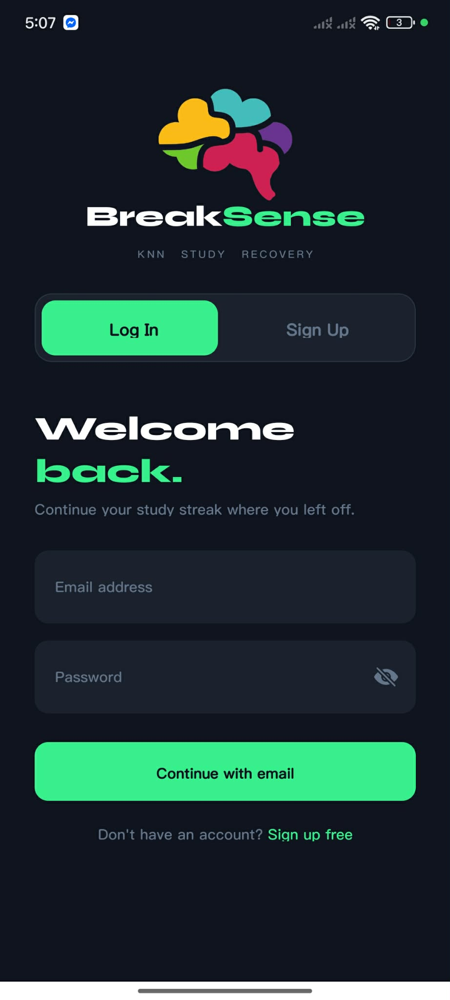 5:07
3
BreakSense
KNN STUDY RECOVERY
Log In
Sign Up
Welcome
back.
Continue your study streak where you left off.
Email address
Password
Continue with email
Don't have an account? Sign up free